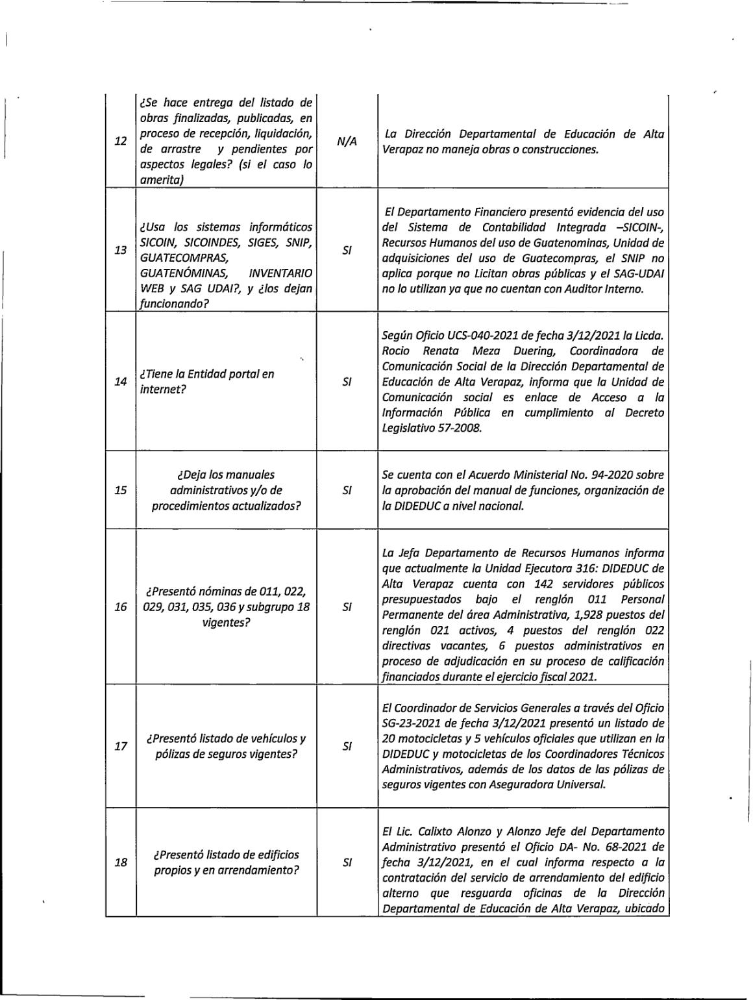 12
¿Se hace entrega del listado de
obras finalizadas, publicadas, en
proceso de recepción, liquidación,
de arrastre y pendientes por
aspectos legales? (si el caso lo
amerita)
N/A
La Dirección Departamental de Educación de Alta
Verapaz no maneja obras o construcciones.
13
¿Usa los sistemas informáticos
SICOIN, SICOINDES, SIGES, SNIP,
GUATECOMPRAS,
GUATENÓMINAS, INVENTARIO
WEB y SAG UDAI?, y ¿los dejan
funcionando?
SI
El Departamento Financiero presentó evidencia del uso
del Sistema de Contabilidad Integrada –SICOIN-,
Recursos Humanos del uso de Guatenominas, Unidad de
adquisiciones del uso de Guatecompras, el SNIP no
aplica porque no Licitan obras públicas y el SAG-UDAI
no lo utilizan ya que no cuentan con Auditor Interno.
14
¿Tiene la Entidad portal en
internet?
SI
Según Oficio UCS-040-2021 de fecha 3/12/2021 la Licda.
Rocio Renata Meza Duering, Coordinadora de
Comunicación Social de la Dirección Departamental de
Educación de Alta Verapaz, informa que la Unidad de
Comunicación social es enlace de Acceso a la
Información Pública en cumplimiento al Decreto
Legislativo 57-2008.
15
¿Deja los manuales
administrativos y/o de
procedimientos actualizados?
SI
Se cuenta con el Acuerdo Ministerial No. 94-2020 sobre
la aprobación del manual de funciones, organización de
la DIDEDUC a nivel nacional.
16
¿Presentó nóminas de 011, 022,
029, 031, 035, 036 y subgrupo 18
vigentes?
SI
La Jefa Departamento de Recursos Humanos informa
que actualmente la Unidad Ejecutora 316: DIDEDUC de
Alta Verapaz cuenta con 142 servidores públicos
presupuestados bajo el renglón 011 Personal
Permanente del área Administrativa, 1,928 puestos del
renglón 021 activos, 4 puestos del renglón 022
directivas vacantes, 6 puestos administrativos en
proceso de adjudicación en su proceso de calificación
financiados durante el ejercicio fiscal 2021.
17
¿Presentó listado de vehículos y
pólizas de seguros vigentes?
SI
El Coordinador de Servicios Generales a través del Oficio
SG-23-2021 de fecha 3/12/2021 presentó un listado de
20 motocicletas y 5 vehículos oficiales que utilizan en la
DIDEDUC y motocicletas de los Coordinadores Técnicos
Administrativos, además de los datos de las pólizas de
seguros vigentes con Aseguradora Universal.
18
¿Presentó listado de edificios
propios y en arrendamiento?
SI
El Lic. Calixto Alonzo y Alonzo Jefe del Departamento
Administrativo presentó el Oficio DA- No. 68-2021 de
fecha 3/12/2021, en el cual informa respecto a la
contratación del servicio de arrendamiento del edificio
alterno que resguarda oficinas de la Dirección
Departamental de Educación de Alta Verapaz, ubicado